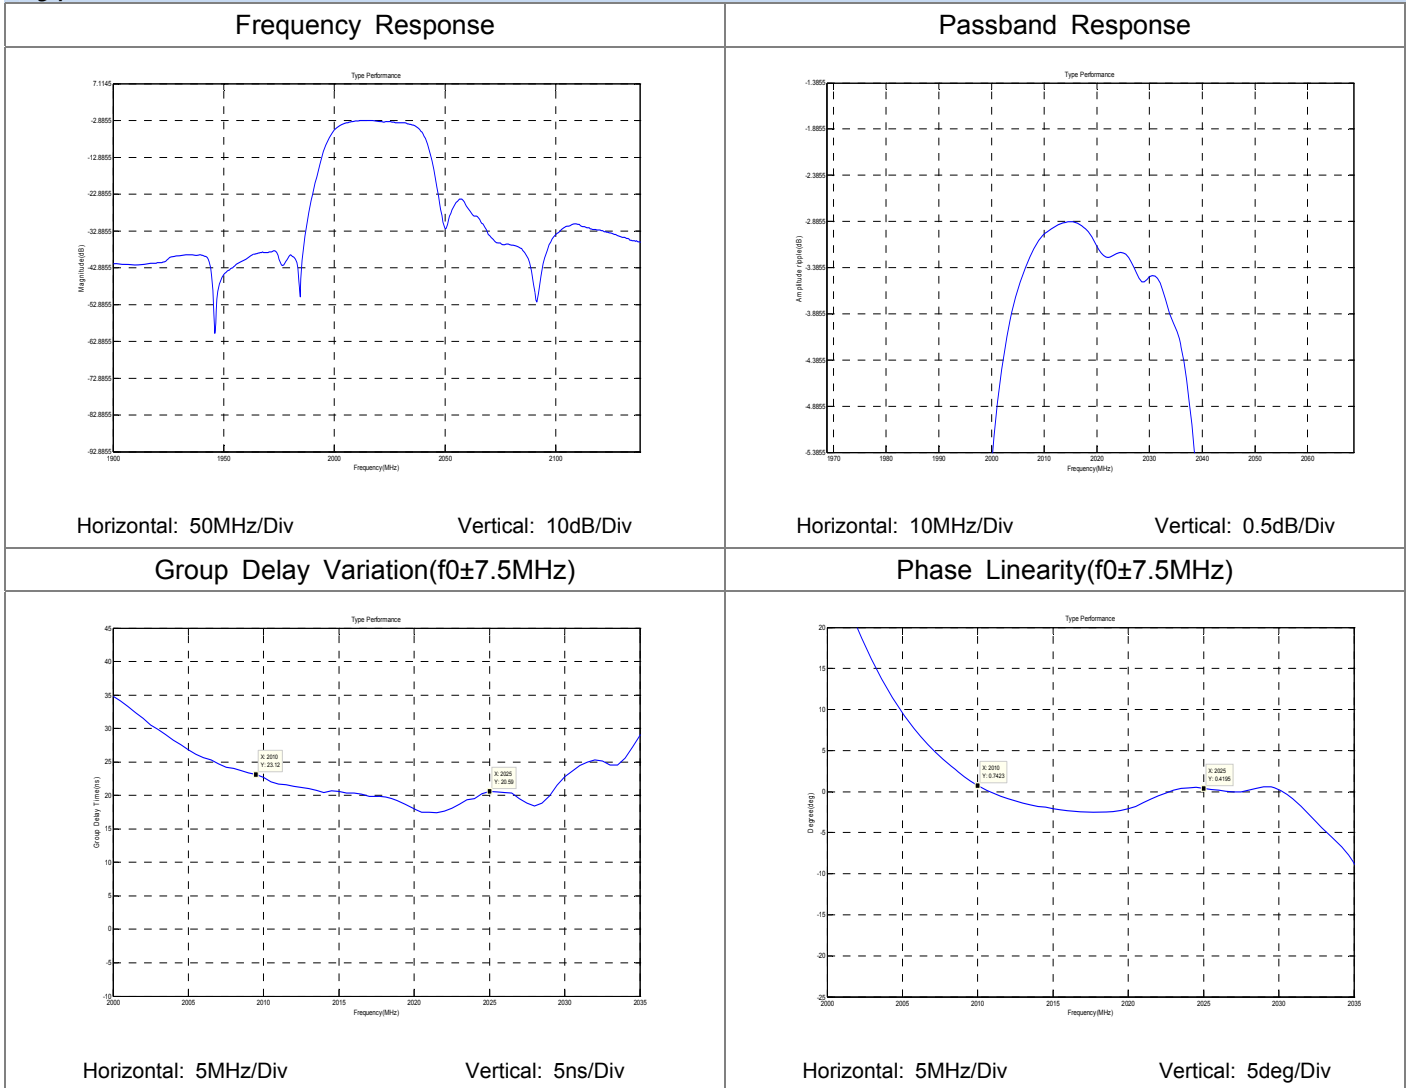 Frequency Response
Passband Response
Type Performance
7.1145
-2.8855
-12.8855
-22.8855
-32.8855
-42.8855
-52.8855
-62.8855
-72.8855
-82.8855
-92.8855
Magnitude(dB)
1900
1950
2000
2050
2100
Frequency(MHz)
Horizontal: 50MHz/Div
Vertical: 10dB/Div
Type Performance
-1.3855
-1.8855
-2.3855
-2.8855
-3.3855
-3.8855
-4.3855
-4.8855
-5.3855
Amplitude ripple(dB)
1970
1980
1990
2000
2010
2020
2030
2040
2050
2060
Frequency(MHz)
Horizontal: 10MHz/Div
Vertical: 0.5dB/Div
Group Delay Variation(f0±7.5MHz)
Phase Linearity(f0±7.5MHz)
Type Performance
45
40
35
30
25
20
15
10
5
0
-5
-10
Group Delay Time(ns)
X: 2010
Y: 23.12
X: 2025
Y: 20.59
2000
2005
2010
2015
2020
2025
2030
2035
Frequency(MHz)
Horizontal: 5MHz/Div
Vertical: 5ns/Div
Type Performance
20
15
10
5
0
-5
-10
-15
-20
-25
Degree(deg)
X: 2010
Y: 0.7423
X: 2025
Y: 0.4195
2000
2005
2010
2015
2020
2025
2030
2035
Frequency(MHz)
Horizontal: 5MHz/Div
Vertical: 5deg/Div